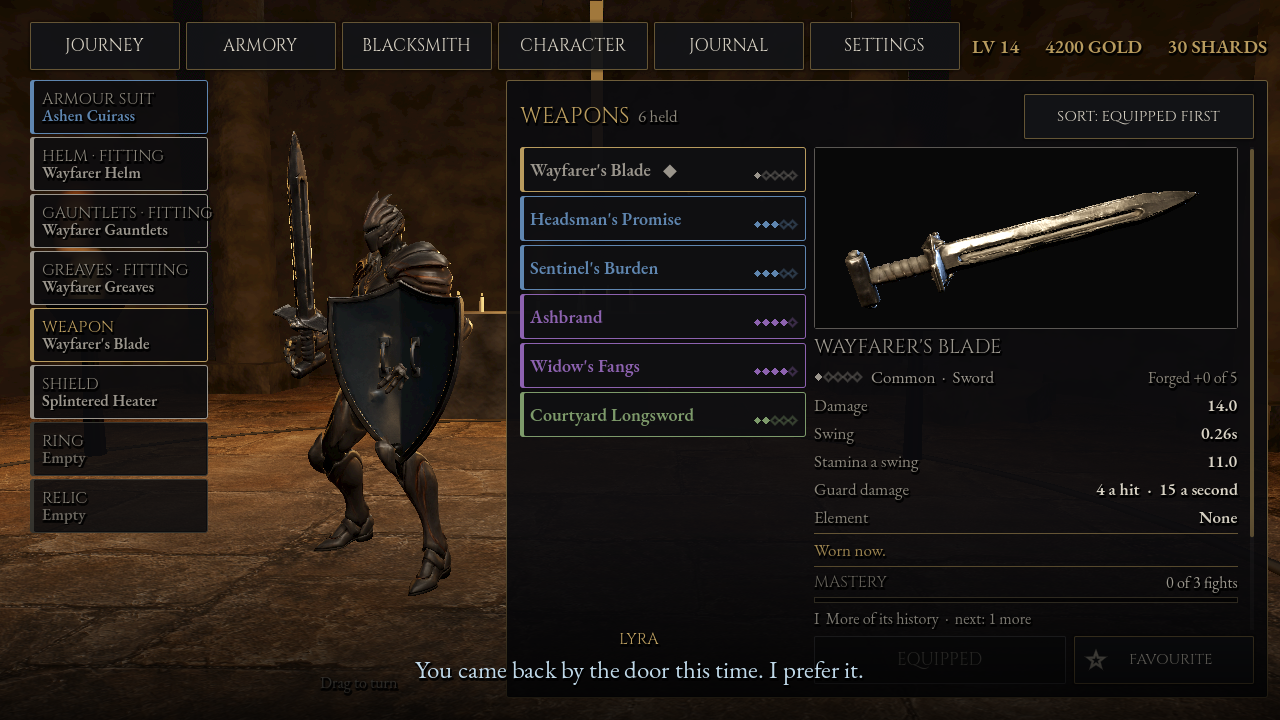 JOURNEY
ARMORY
BLACKSMITH
CHARACTER
JOURNAL
SETTINGS
LV 14
4200 GOLD
30 SHARDS
ARMOUR SUIT
Ashen Cuirass
HELM · FITTING
Wayfarer Helm
GAUNTLETS · FITTING
Wayfarer Gauntlets
GREAVES · FITTING
Wayfarer Greaves
WEAPON
Wayfarer's Blade
SHIELD
Splintered Heater
RING
Empty
RELIC
Empty
Drag to turn
WEAPONS 6 held
SORT: EQUIPPED FIRST
Wayfarer's Blade
Headsman's Promise
Sentinel's Burden
Ashbrand
Widow's Fangs
Courtyard Longsword
WAYFARER'S BLADE
Common · Sword Forged +0 of 5
Damage 14.0
Swing 0.26s
Stamina a swing 11.0
Guard damage 4 a hit · 15 a second
Element None
Worn now.
MASTERY 0 of 3 fights
I More of its history · next: 1 more
EQUIPPED
FAVOURITE
LYRA
You came back by the door this time. I prefer it.